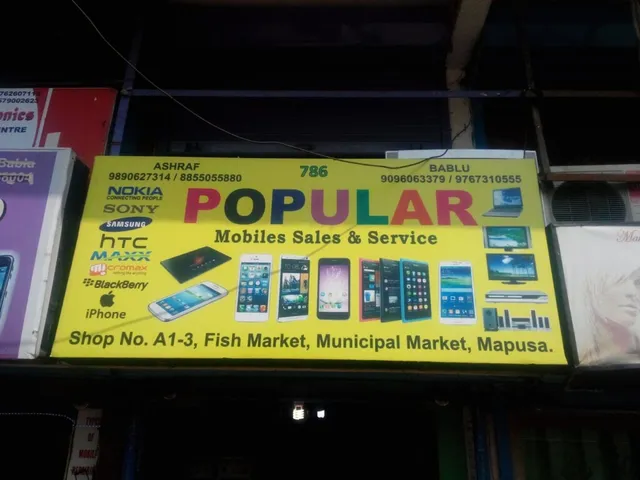 ENTRE
ASHRAF
9890627314 / 8855055880
786
BABLU
9096063379 / 9767310555
NOKIA
CONNECTING PEOPLE
SONY
SAMSUNG
hTC
MAXX
micromax
BlackBerry
iPhone
POPULAR
Mobiles Sales & Service
Shop No. A1-3, Fish Market, Municipal Market, Mapusa.